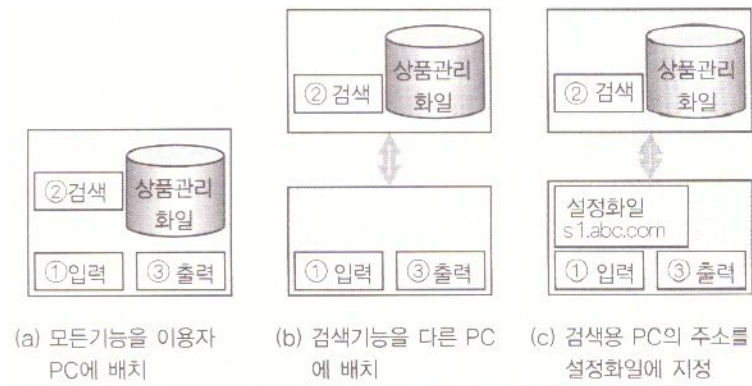 상품관리
화일
② 검색
상품관리
화일
② 검색
②검색
상품관리
화일
①입력
③ 출력
① 입력
③ 출력
설정화일
s1.abc.com
① 입력
③ 출력
(a) 모든기능을 이용자
PC에 배치
(b) 검색기능을 다른 PC
에 배치
(c) 검색용 PC의 주소를
설정화일에 지정